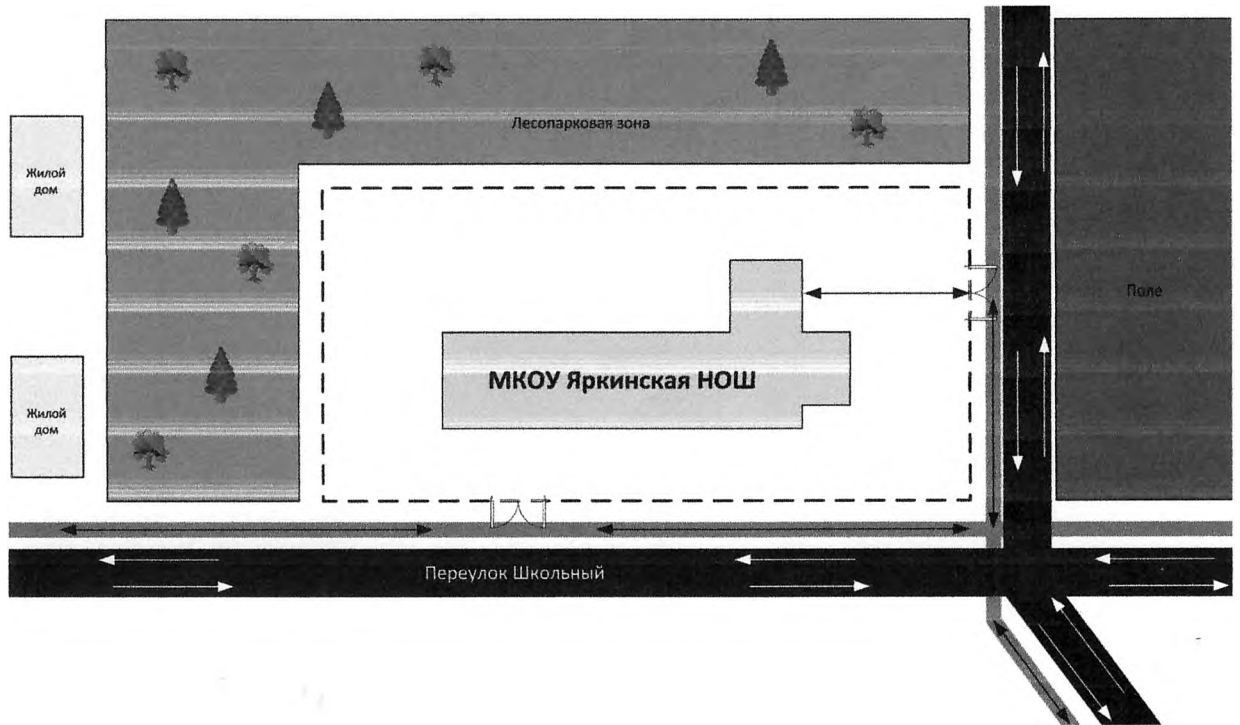 Лесопарковая зона
Жилой
дом
Поле
МКОУ Яркинская НОШ
Жилой
дом
Переулок Школьный